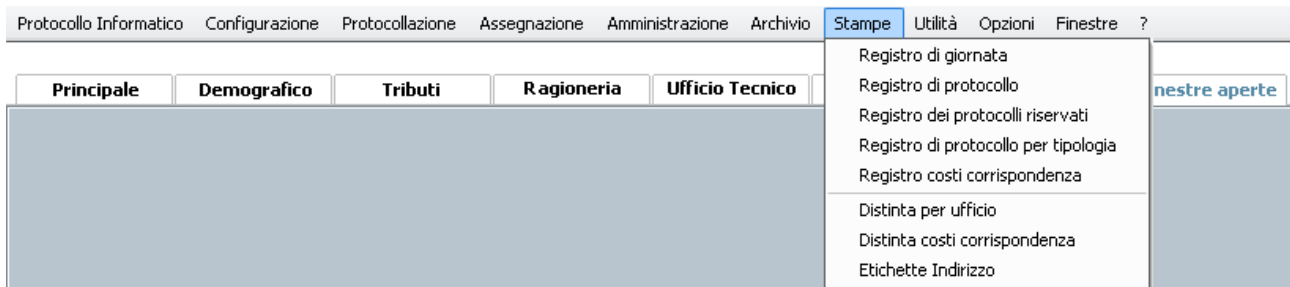 Protocollo Informatico Configurazione Protocollazione Assegnazione Amministrazione Archivio Stampe Utilità Opzioni Finestre ?
Registro di giornata
Registro di protocollo
Registro dei protocolli riservati
Registro di protocollo per tipologia
Registro costi corrispondenza
Distinta per ufficio
Distinta costi corrispondenza
Etichette Indirizzo
Principale Demografico Tributi Ragioneria Ufficio Tecnico nestre aperte